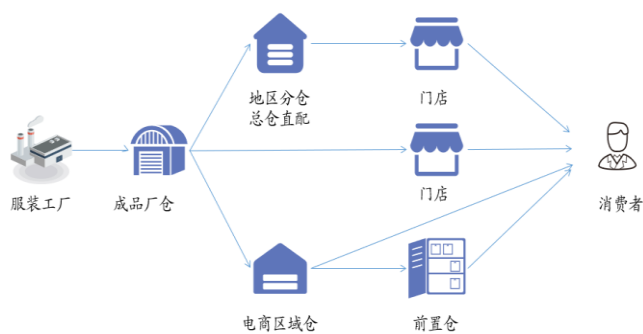 地区分仓
总仓直配
门店
服装工厂
成品厂仓
门店
消费者
电商区域仓
前置仓